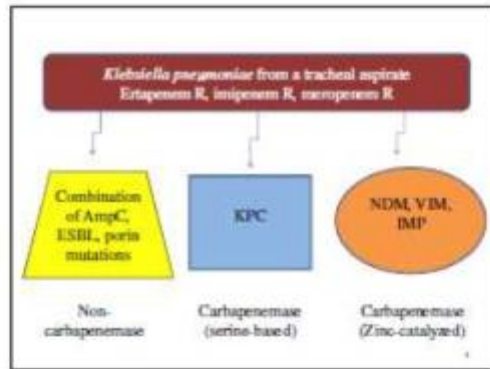 Klebsiella pneumoniae from a tracheal aspirate
Ertapenem R, imipenem R, meropenem R
Combination
of AmpC,
ESBL, porin
mutations
KPC
NDM, VIM,
IMP
Non-
carbapenemase
Carbapenemase
(serine-based)
Carbapenemase
(Zinc-catalyzed)